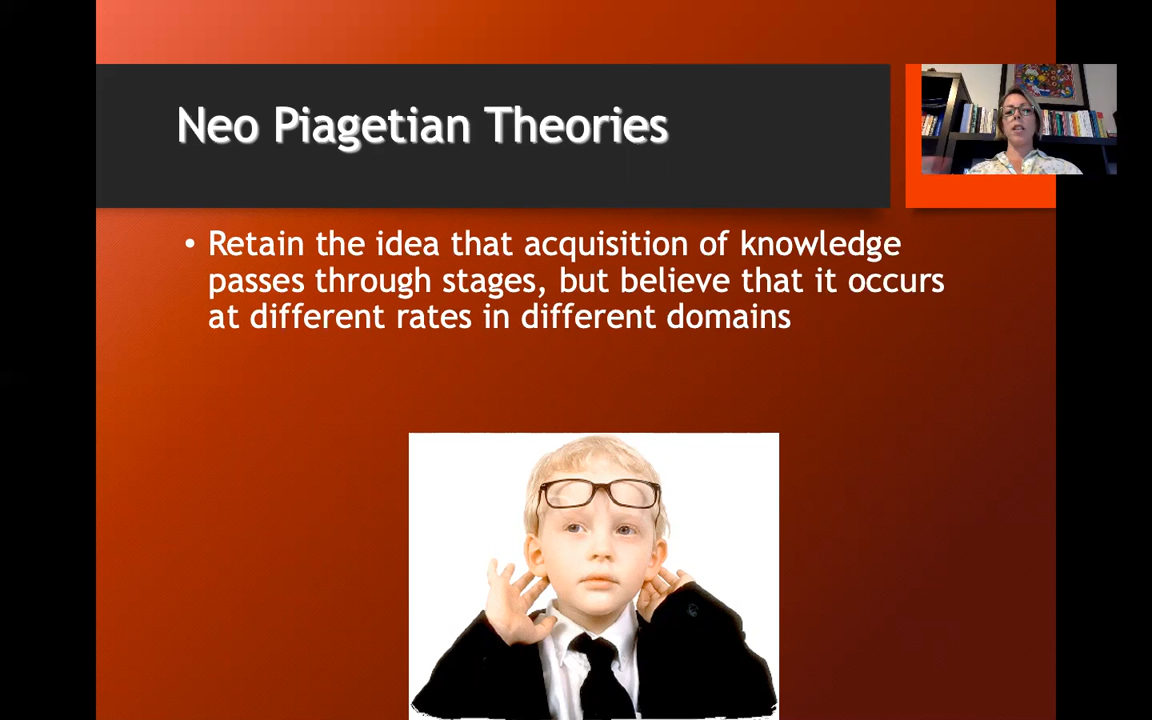 Neo Piagetian Theories
• Retain the idea that acquisition of knowledge
passes through stages, but believe that it occurs
at different rates in different domains